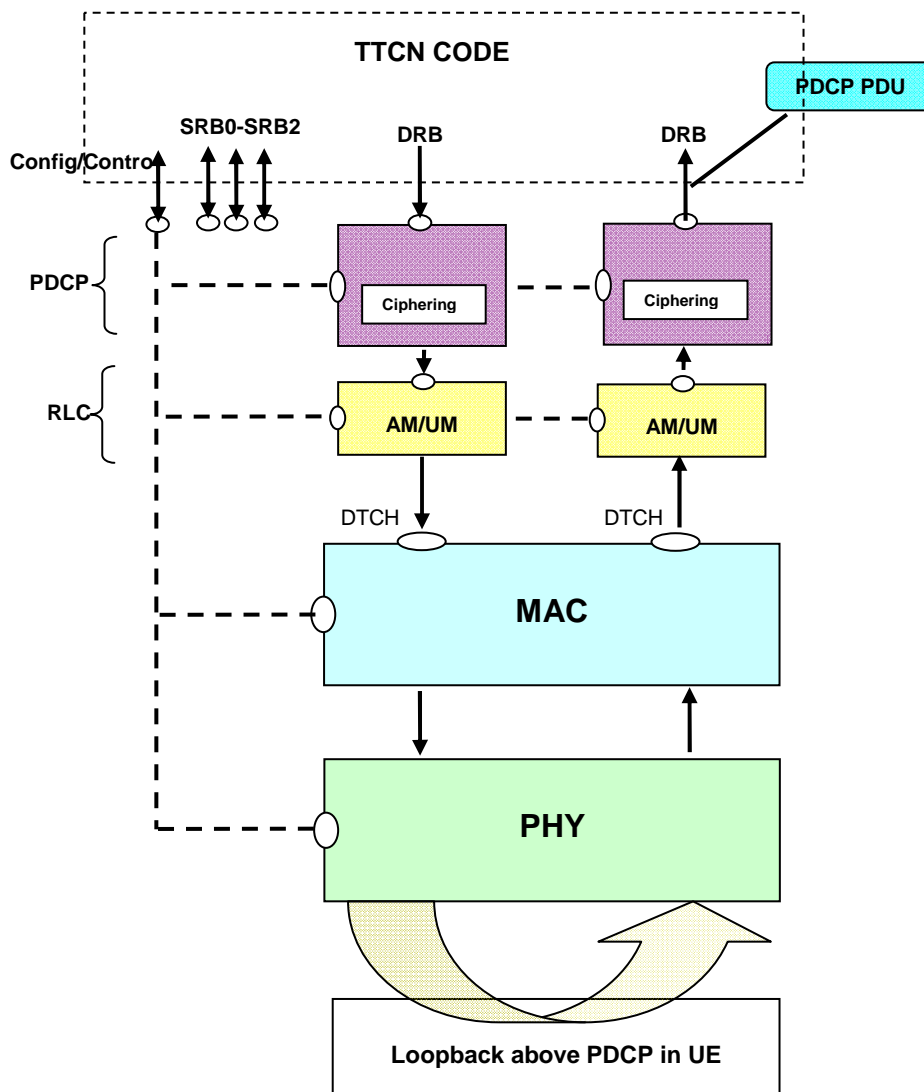 TTCN CODE
PDCP PDU
SRB0-SRB2
DRB
DRB
Config/Contro
PDCP
Ciphering
Ciphering
RLC
AM/UM
AM/UM
DTCH
DTCH
MAC
PHY
Loopback above PDCP in UE